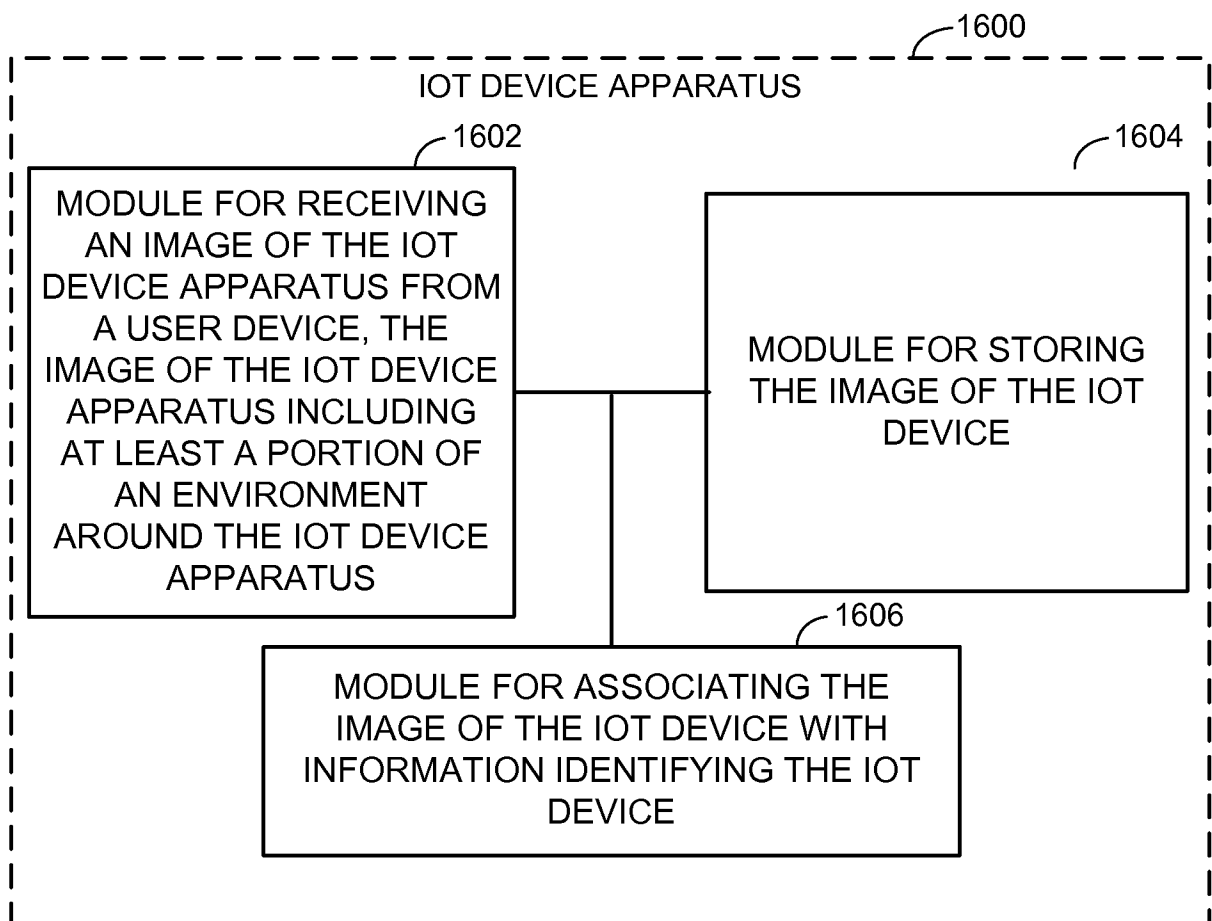 1600
IOT DEVICE APPARATUS
1602
MODULE FOR RECEIVING
AN IMAGE OF THE IOT
DEVICE APPARATUS FROM
A USER DEVICE, THE
IMAGE OF THE IOT DEVICE
APPARATUS INCLUDING
AT LEAST A PORTION OF
AN ENVIRONMENT
AROUND THE IOT DEVICE
APPARATUS
1604
MODULE FOR STORING
THE IMAGE OF THE IOT
DEVICE
1606
MODULE FOR ASSOCIATING THE
IMAGE OF THE IOT DEVICE WITH
INFORMATION IDENTIFYING THE IOT
DEVICE